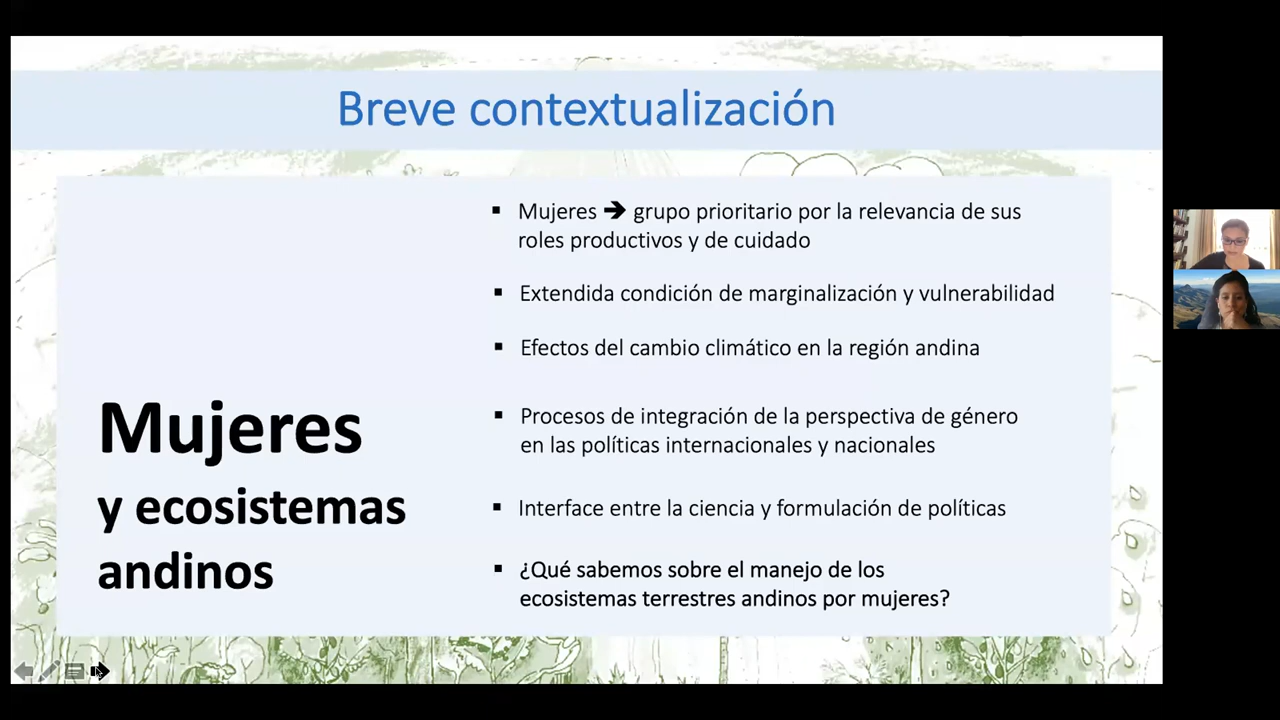 Breve contextualización
Mujeres
y ecosistemas
andinos
▪ Mujeres ➔ grupo prioritario por la relevancia de sus
roles productivos y de cuidado
▪ Extendida condición de marginalización y vulnerabilidad
▪ Efectos del cambio climático en la región andina
▪ Procesos de integración de la perspectiva de género
en las políticas internacionales y nacionales
▪ Interface entre la ciencia y formulación de políticas
▪ ¿Qué sabemos sobre el manejo de los
ecosistemas terrestres andinos por mujeres?